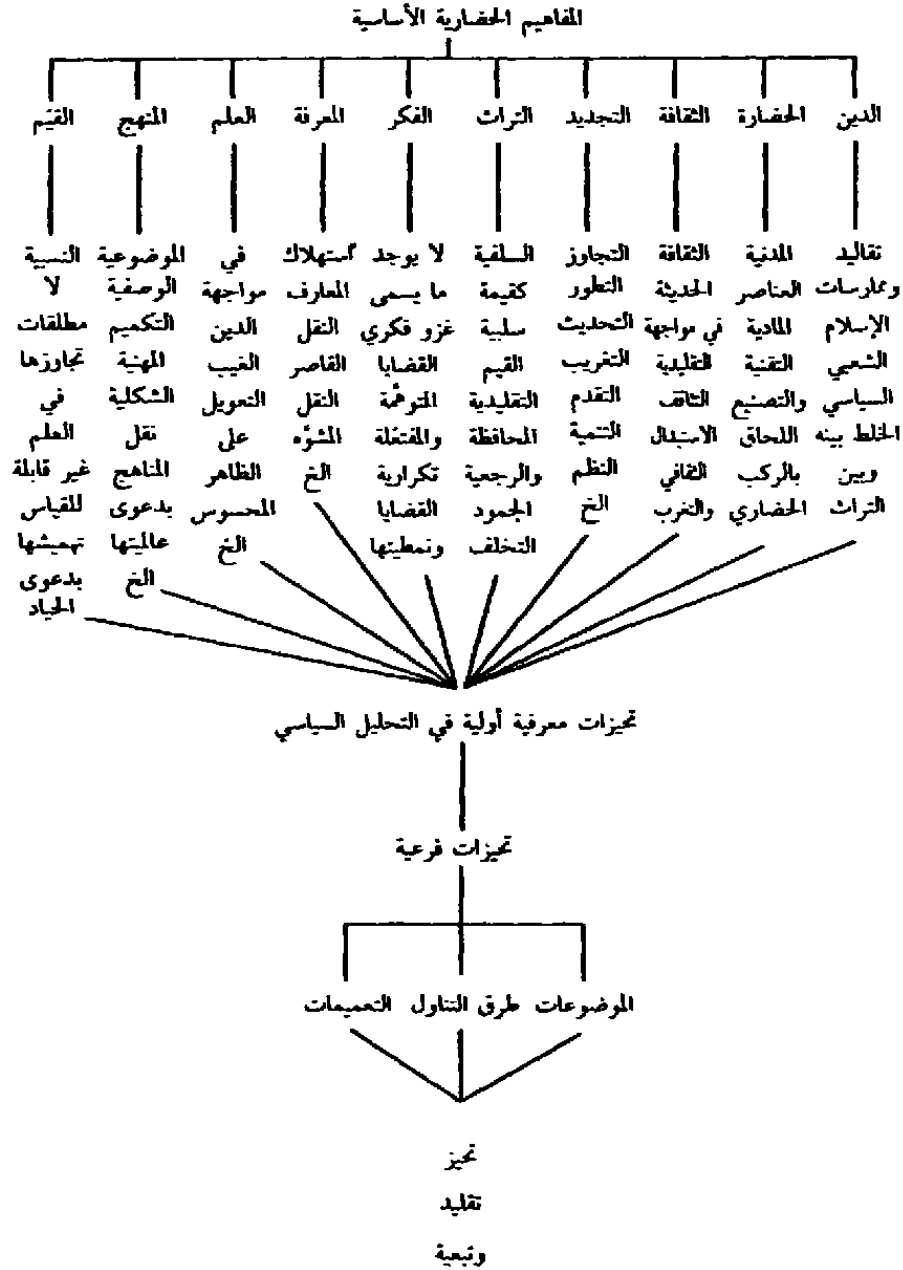 المفاهيم الحضارية الأساسية
الدين الحضارة الثقافة التجديد التراث الفكر المعرفة العلم المنهج القيم
تقاليد المدنية الثقافة التجاوز السلفية لا يوجد استهلاك في الموضوعية النسبية
وممارسات العناصر الحديثة التطور كقيمة ما يسمى المعارف مواجهة الوصفية لا
الإسلام المادية في مواجهة التحديث سلبية غزو فكري النقل الدين التكميم مطلقات
الشعبي التقنية التقليدية التغريب القيم القضايا القاصر الغيب المهنية تجاوزها
السياسي والتصنيع التثاقف التقدم التقليدية المتوهَّمة النقل التعويل الشكلية في
الخلط بينه اللحاق الاستبدال التنمية المحافظة والمفتعلة المشوَّه على نقل العلم
وبين بالركب الثقافي النظم والرجعية تكرارية الخ الظاهر المناهج غير قابلة
التراث الحضاري والتغرب الخ الجمود القضايا المحسوس بدعوى للقياس
التخلف ونمطيتها الخ عالميتها تهميشها
الخ بدعوى
الحياد
تحيزات معرفية أولية في التحليل السياسي
تحيزات فرعية
الموضوعات طرق التناول التعميمات
تحيز
تقليد
وتبعية